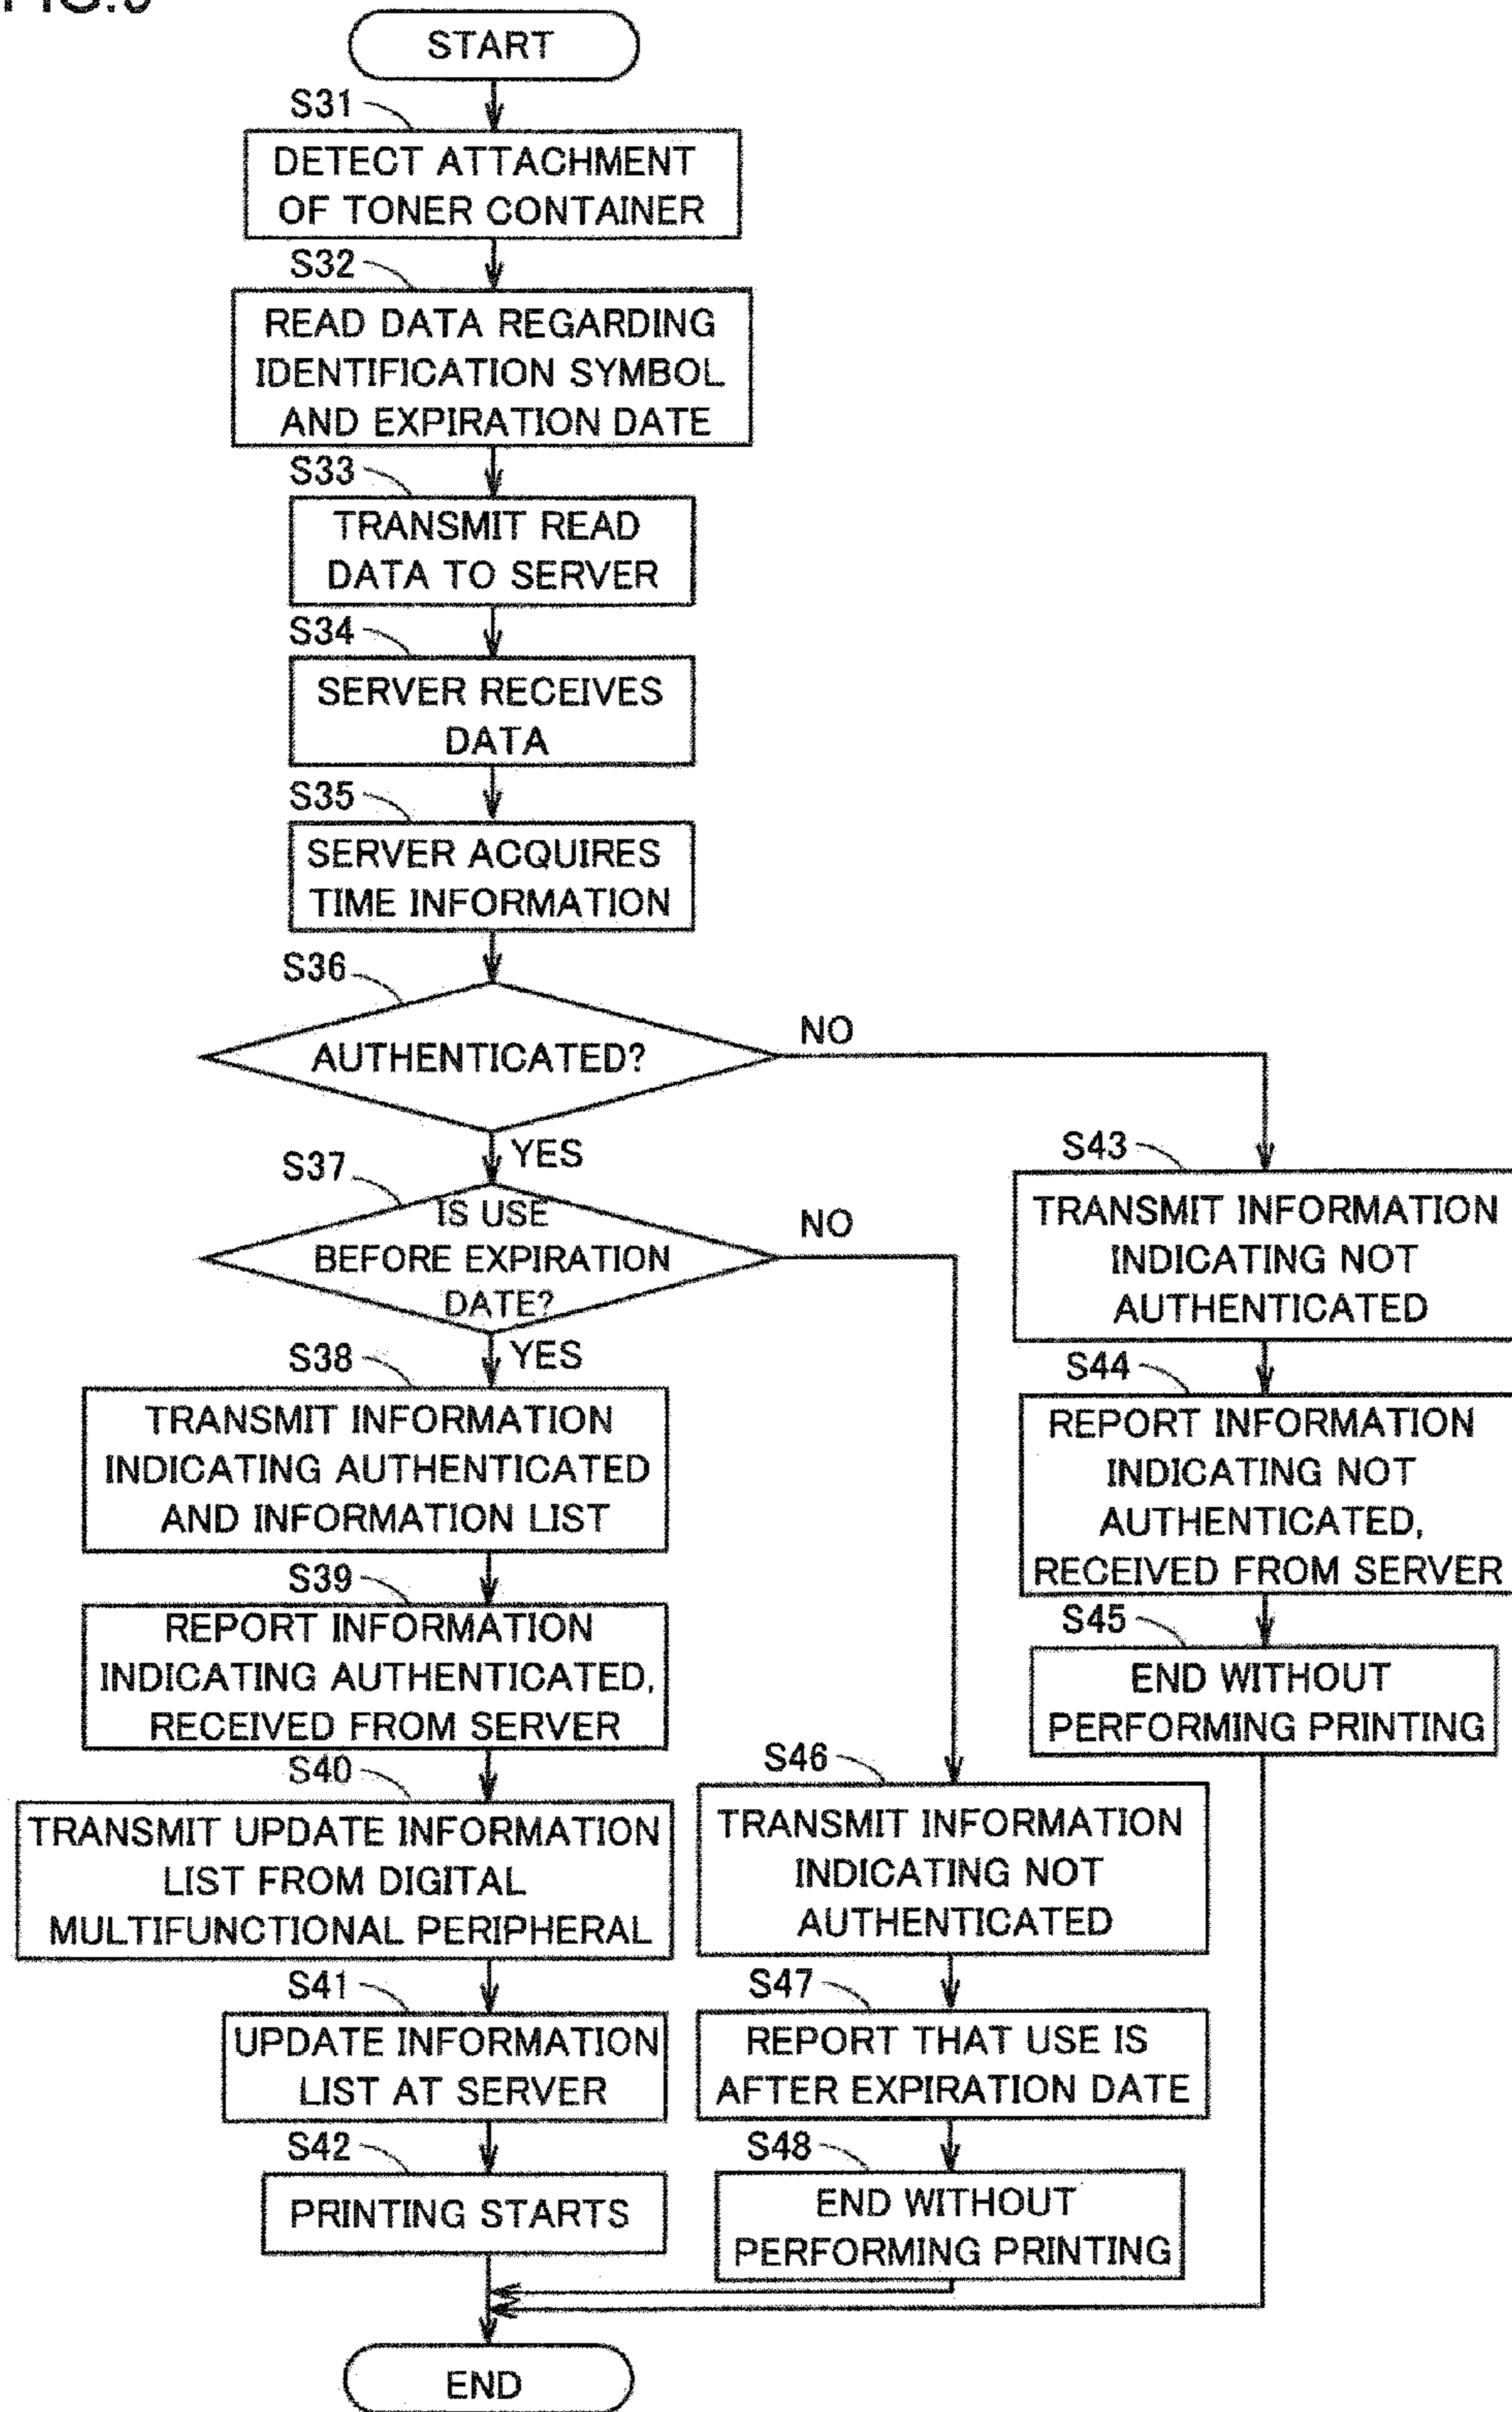 START
S31
DETECT ATTACHMENT
OF TONER CONTAINER
S32
READ DATA REGARDING
IDENTIFICATION SYMBOL
AND EXPIRATION DATE
S33
TRANSMIT READ
DATA TO SERVER
S34
SERVER RECEIVES
DATA
S35
SERVER ACQUIRES
TIME INFORMATION
S36
AUTHENTICATED?
NO
YES
S37
IS USE
BEFORE EXPIRATION
DATE?
NO
YES
S38
TRANSMIT INFORMATION
INDICATING AUTHENTICATED
AND INFORMATION LIST
S39
REPORT INFORMATION
INDICATING AUTHENTICATED,
RECEIVED FROM SERVER
S40
TRANSMIT UPDATE INFORMATION
LIST FROM DIGITAL
MULTIFUNCTIONAL PERIPHERAL
S41
UPDATE INFORMATION
LIST AT SERVER
S42
PRINTING STARTS
S43
TRANSMIT INFORMATION
INDICATING NOT
AUTHENTICATED
S44
REPORT INFORMATION
INDICATING NOT
AUTHENTICATED,
RECEIVED FROM SERVER
S45
END WITHOUT
PERFORMING PRINTING
S46
TRANSMIT INFORMATION
INDICATING NOT
AUTHENTICATED
S47
REPORT THAT USE IS
AFTER EXPIRATION DATE
S48
END WITHOUT
PERFORMING PRINTING
END